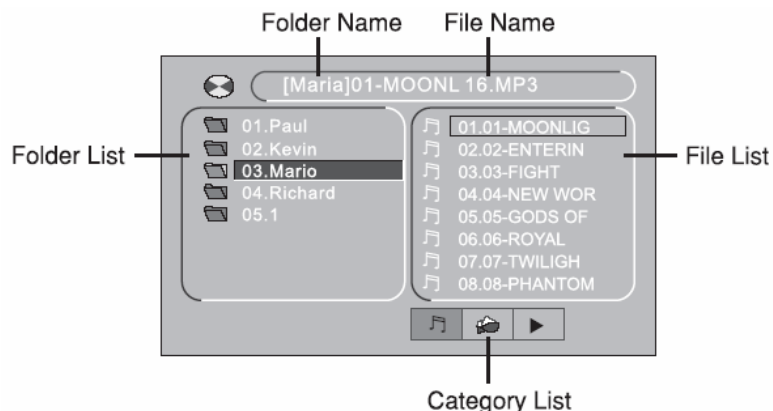 Folder Name File Name
[Maria]01-MOONL 16.MP3
Folder List
01.Paul
02.Kevin
03.Mario
04.Richard
05.1
01.01-MOONLIG
02.02-ENTERIN
03.03-FIGHT
04.04-NEW WOR
05.05-GODS OF
06.06-ROYAL
07.07-TWILIGH
08.08-PHANTOM
File List
Category List